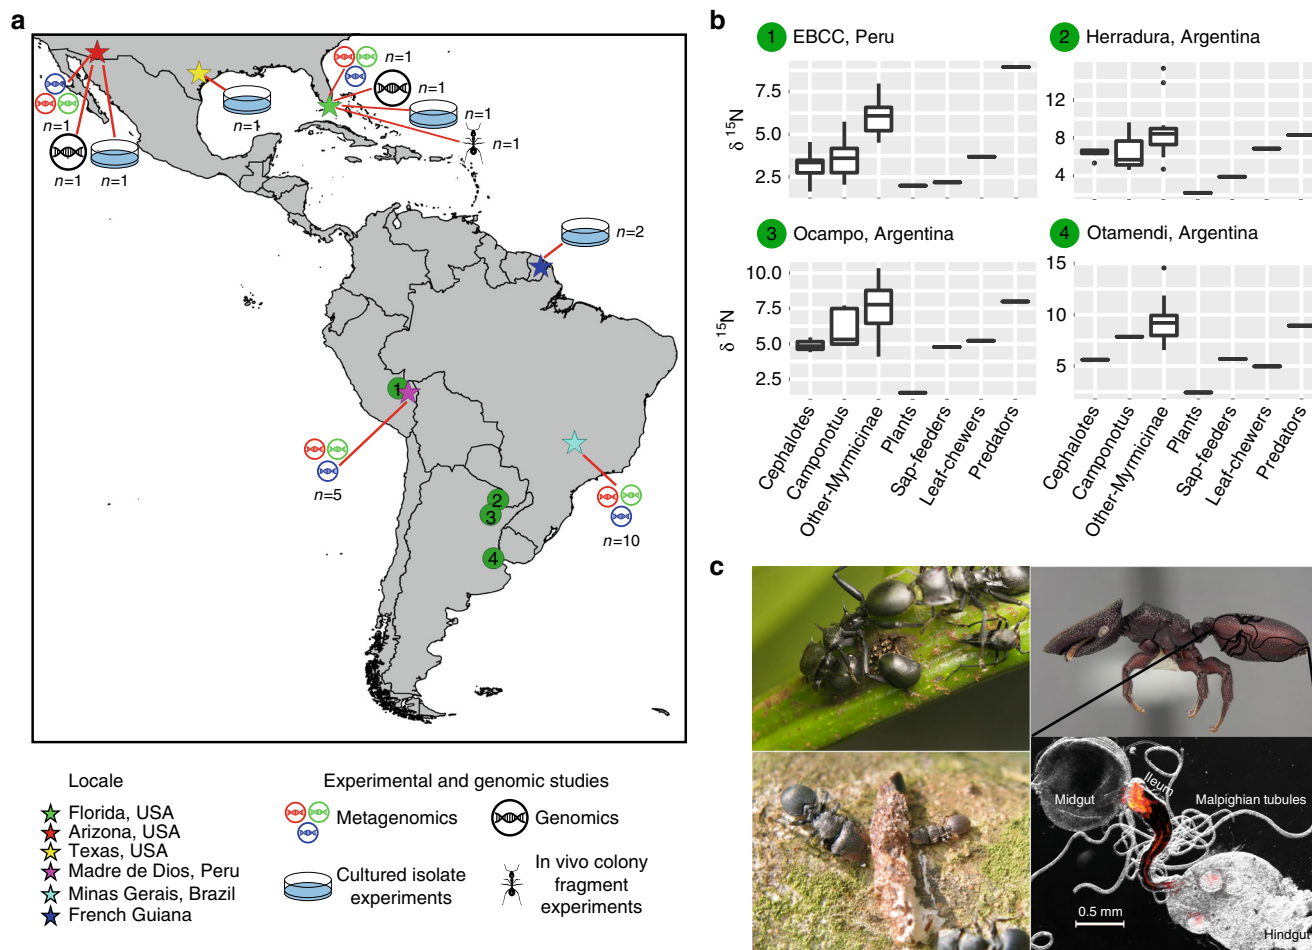 a
n=1
n=1
n=1
n=1
n=1
n=1
n=1
n=1
n=2
1
n=5
2
3
4
n=10
Locale
Florida, USA
Arizona, USA
Texas, USA
Madre de Dios, Peru
Minas Gerais, Brazil
French Guiana
Experimental and genomic studies
Metagenomics
Genomics
Cultured isolate
experiments
In vivo colony
fragment
experiments
b
1 EBCC, Peru
δ 15N
7.5
5.0
2.5
2 Herradura, Argentina
12
8
4
3 Ocampo, Argentina
δ 15N
10.0
7.5
5.0
2.5
Cephalotes
Camponotus
Other-Myrmicinae
Plants
Sap-feeders
Leaf-chewers
Predators
4 Otamendi, Argentina
15
10
5
Cephalotes
Camponotus
Other-Myrmicinae
Plants
Sap-feeders
Leaf-chewers
Predators
c
Midgut
Ileum
Malpighian tubules
0.5 mm
Hindgut